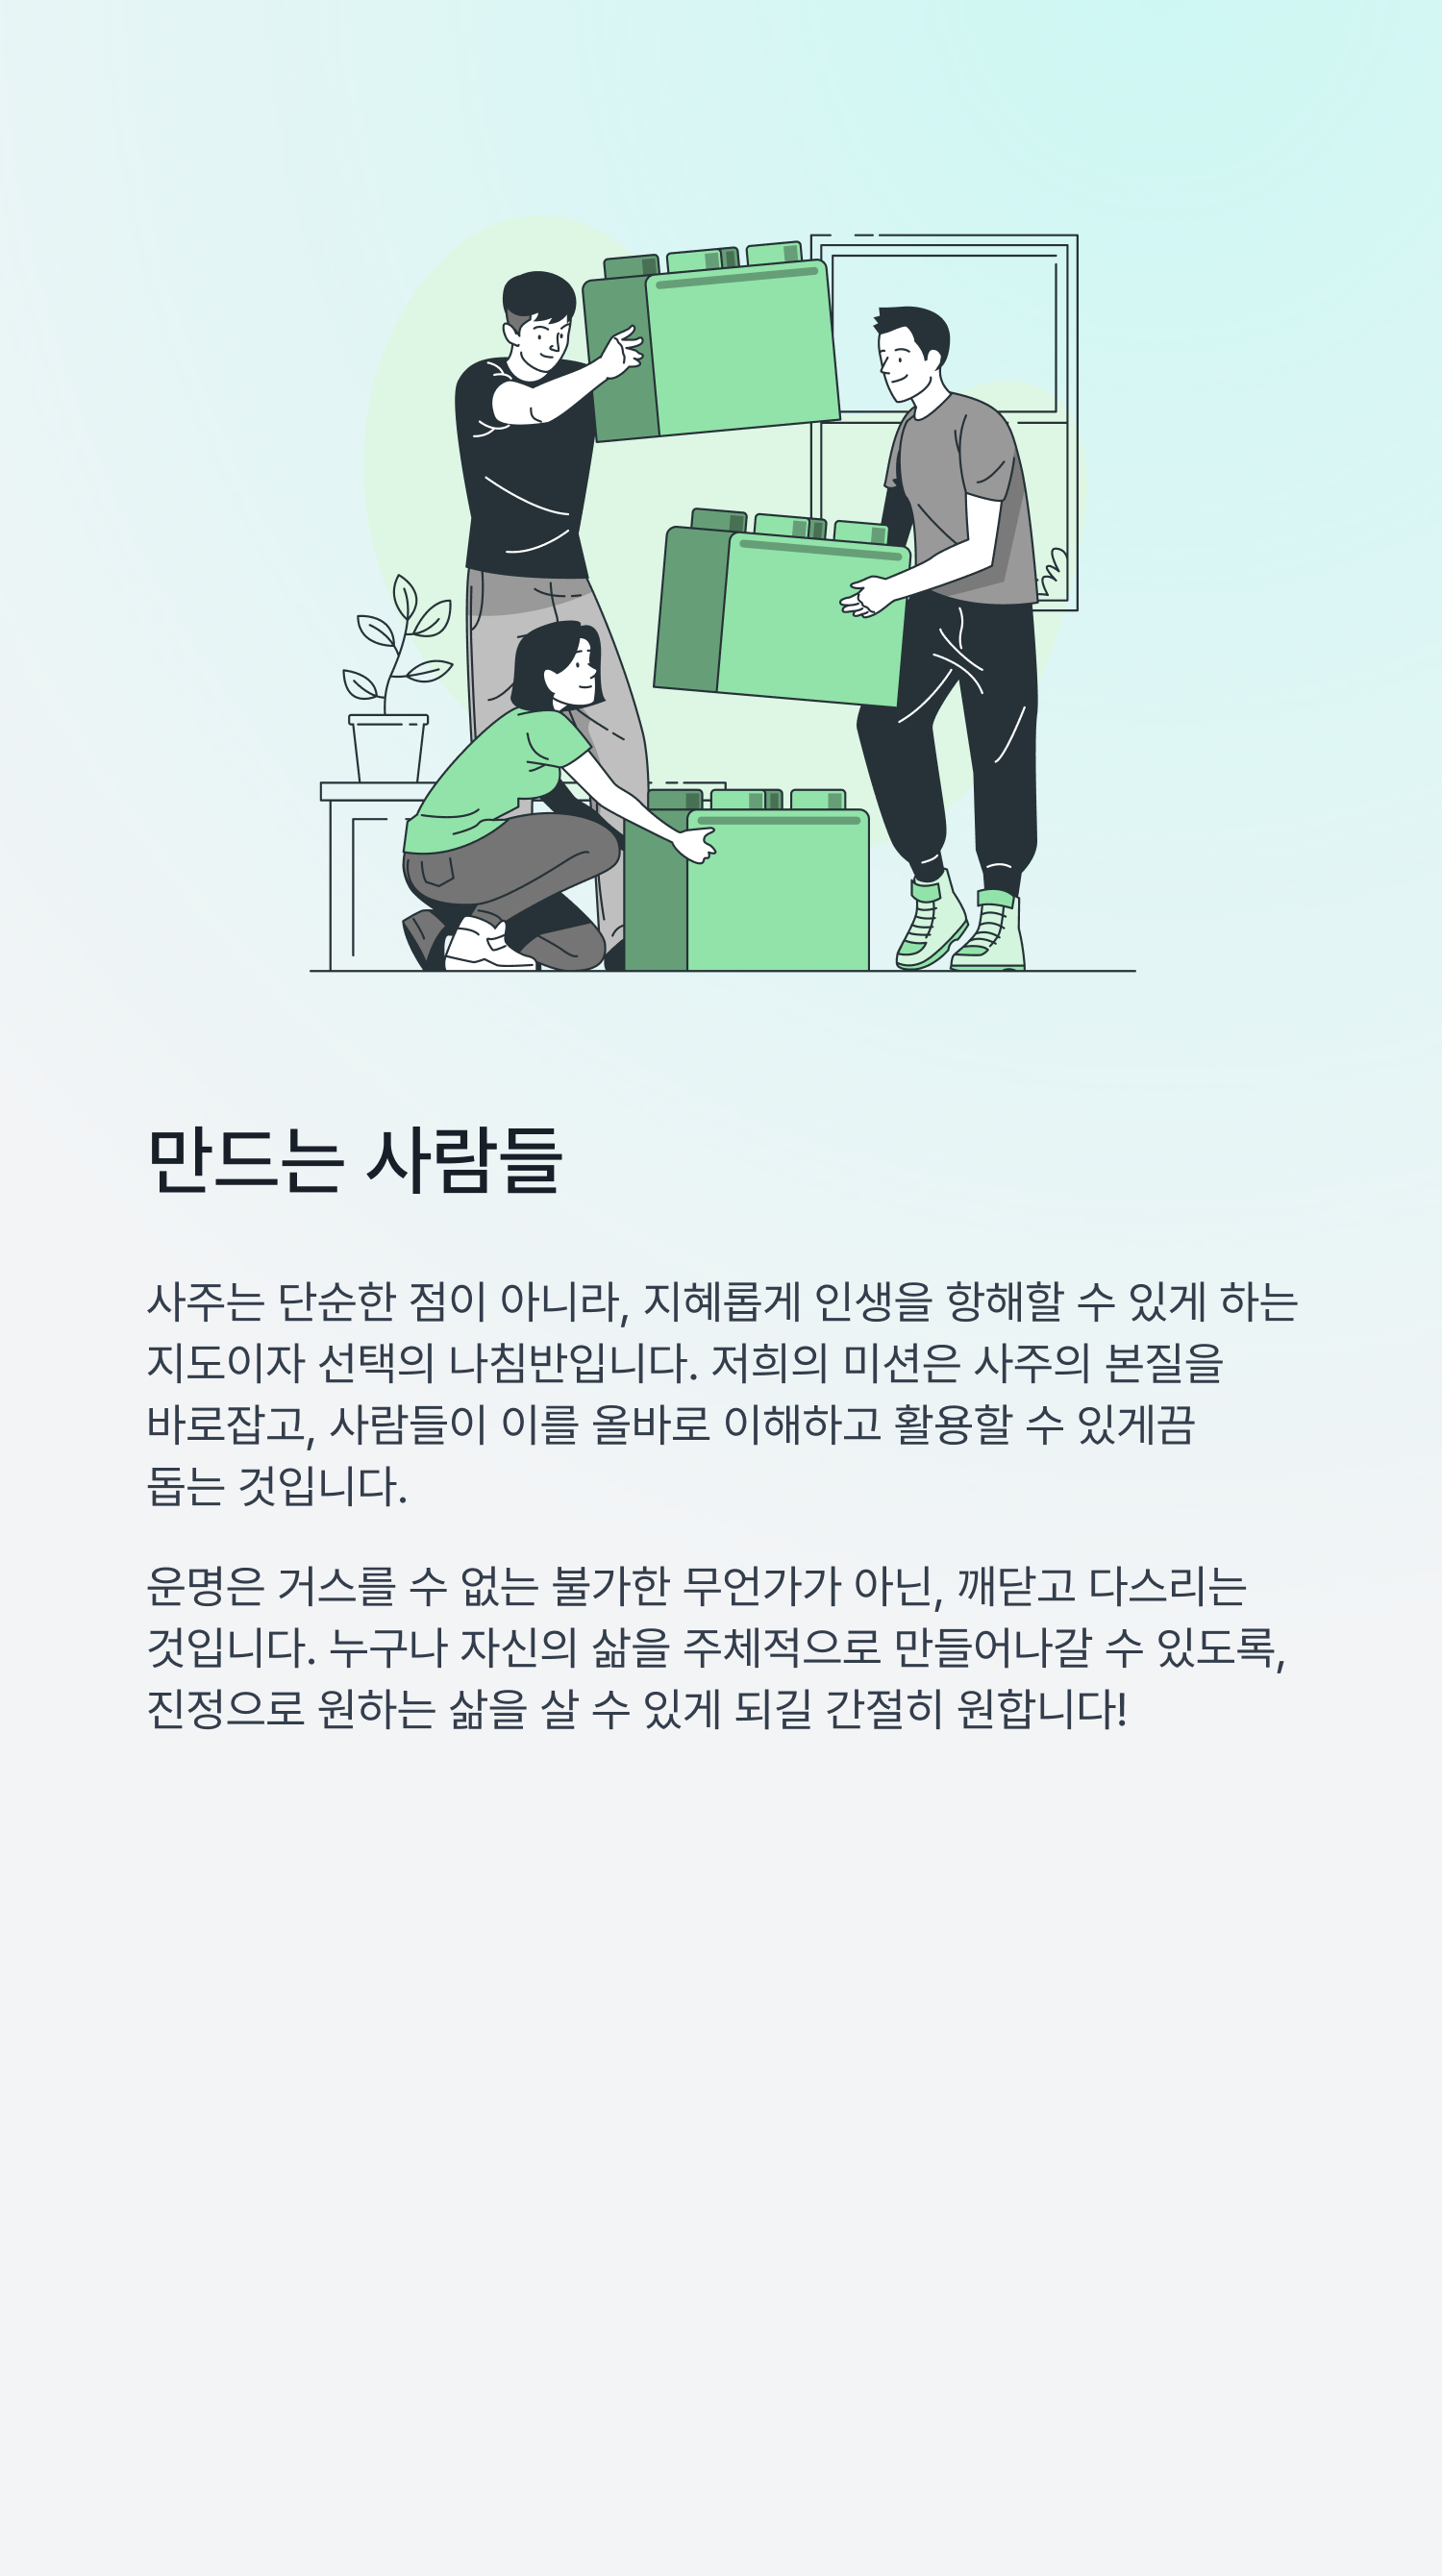 만드는 사람들
사주는 단순한 점이 아니라, 지혜롭게 인생을 항해할 수 있게 하는
지도이자 선택의 나침반입니다. 저희의 미션은 사주의 본질을
바로잡고, 사람들이 이를 올바로 이해하고 활용할 수 있게끔
돕는 것입니다.
운명은 거스를 수 없는 불가한 무언가가 아닌, 깨닫고 다스리는
것입니다. 누구나 자신의 삶을 주체적으로 만들어나갈 수 있도록,
진정으로 원하는 삶을 살 수 있게 되길 간절히 원합니다!